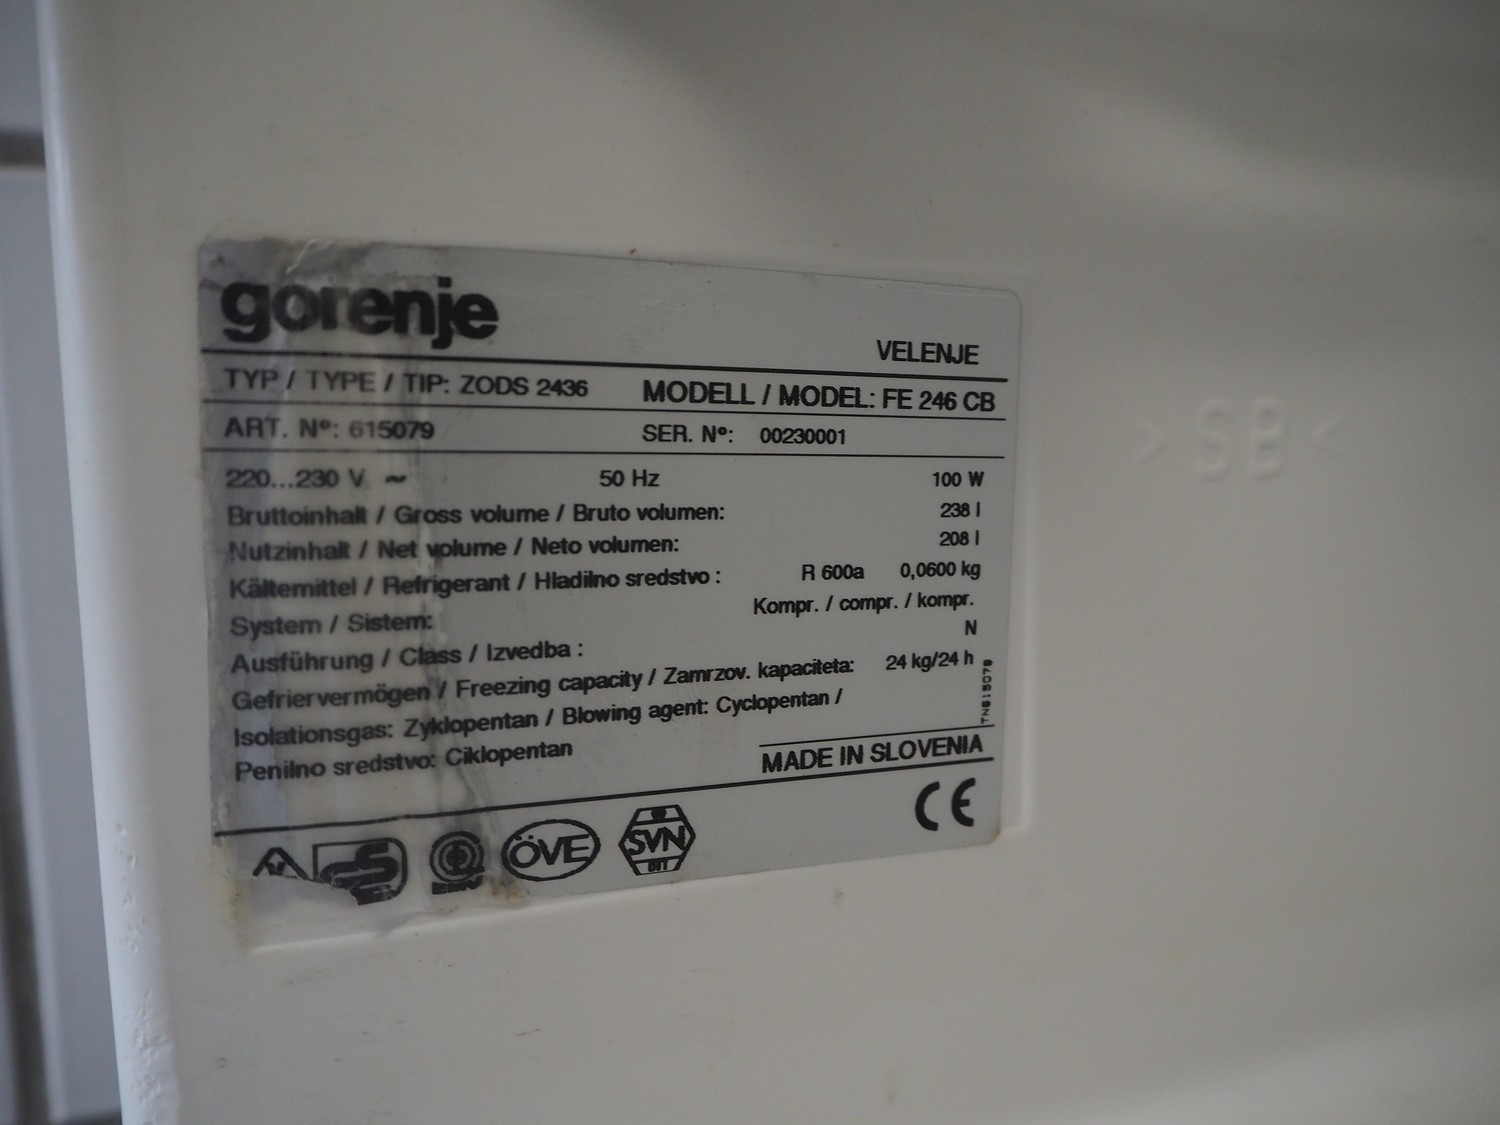 gorenje
VELENJE
TYP / TYPE / TIP: ZODS 2436 MODELL / MODEL: FE 246 CB
ART. Nº: 615079 SER. Nº: 00230001
220...230 V ~ 50 Hz 100 W
Bruttoinhalt / Gross volume / Bruto volumen: 238 l
Nutzinhalt / Net volume / Neto volumen: 208 l
Kältemittel / Refrigerant / Hladilno sredstvo : R 600a 0,0600 kg
System / Sistem: Kompr. / compr. / kompr.
Ausführung / Class / Izvedba : N
Gefriervermögen / Freezing capacity / Zamrzov. kapaciteta: 24 kg/24 h
Isolationsgas: Zyklopentan / Blowing agent: Cyclopentan /
Penilno sredstvo: Ciklopentan
TN615079
MADE IN SLOVENIA
ÖVE
SVN
CE
> SB <